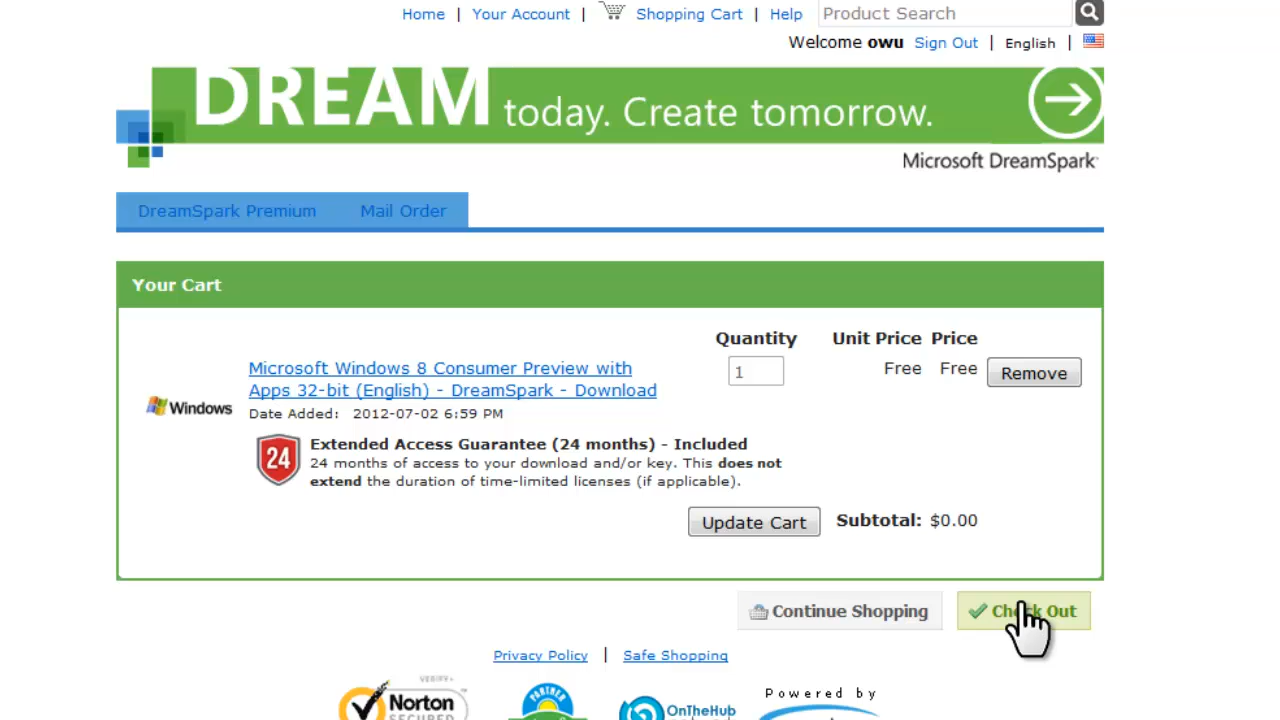 Home | Your Account | Shopping Cart | Help Product Search
Welcome owu Sign Out | English |
DREAM today. Create tomorrow.
Microsoft DreamSpark
DreamSpark Premium Mail Order
Your Cart
Quantity Unit Price Price
Microsoft Windows 8 Consumer Preview with 1 Free Free Remove
Apps 32-bit (English) - DreamSpark - Download
Windows
Date Added: 2012-07-02 6:59 PM
24
Extended Access Guarantee (24 months) - Included
24 months of access to your download and/or key. This does not
extend the duration of time-limited licenses (if applicable).
Update Cart Subtotal: $0.00
Continue Shopping Check Out
Privacy Policy | Safe Shopping
Norton
SECURED
PARTNER
OnTheHub
Powered by